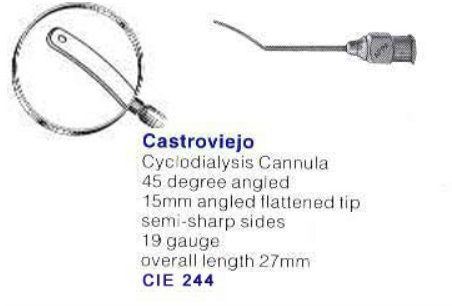 Castroviejo
Cyclodialysis Cannula
45 degree angled
15mm angled flattened tip
semi-sharp sides
19 gauge
overall length 27mm
CIE 244